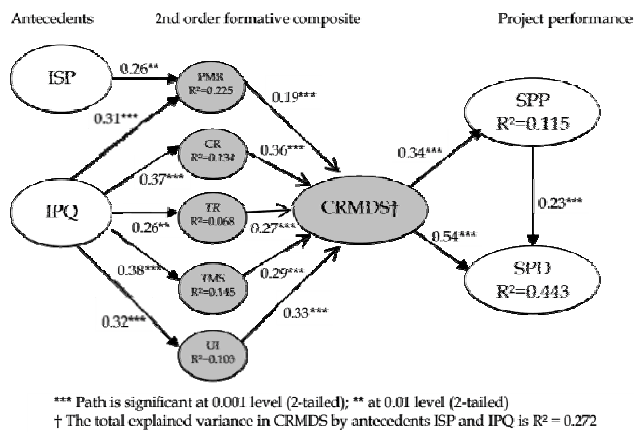 Antecedents
2nd order formative composite
Project performance
ISP
0.26**
PMR
R²=0.225
0.19***
SPP
R²=0.115
0.31***
CR
R²=0.134
0.36***
0.34***
0.37***
IPQ
TR
R²=0.068
CRMDS†
0.23***
0.26**
0.27***
0.54***
0.38***
TMS
R²=0.145
0.29***
SPD
R²=0.443
0.32***
0.33***
UI
R²=0.103
*** Path is significant at 0.001 level (2-tailed); ** at 0.01 level (2-tailed)
† The total explained variance in CRMDS by antecedents ISP and IPQ is R² = 0.272